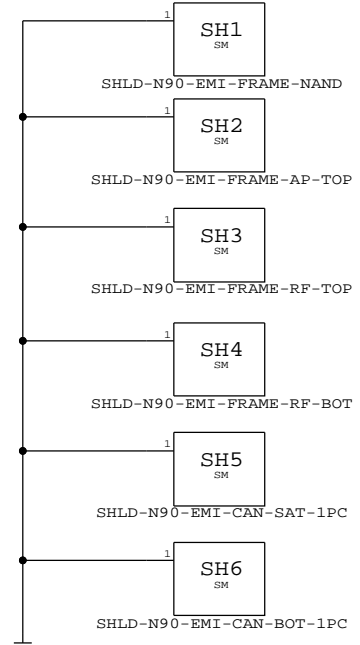 1
SH1
SM
SHLD-N90-EMI-FRAME-NAND
1
SH2
SM
SHLD-N90-EMI-FRAME-AP-TOP
1
SH3
SM
SHLD-N90-EMI-FRAME-RF-TOP
1
SH4
SM
SHLD-N90-EMI-FRAME-RF-BOT
1
SH5
SM
SHLD-N90-EMI-CAN-SAT-1PC
1
SH6
SM
SHLD-N90-EMI-CAN-BOT-1PC